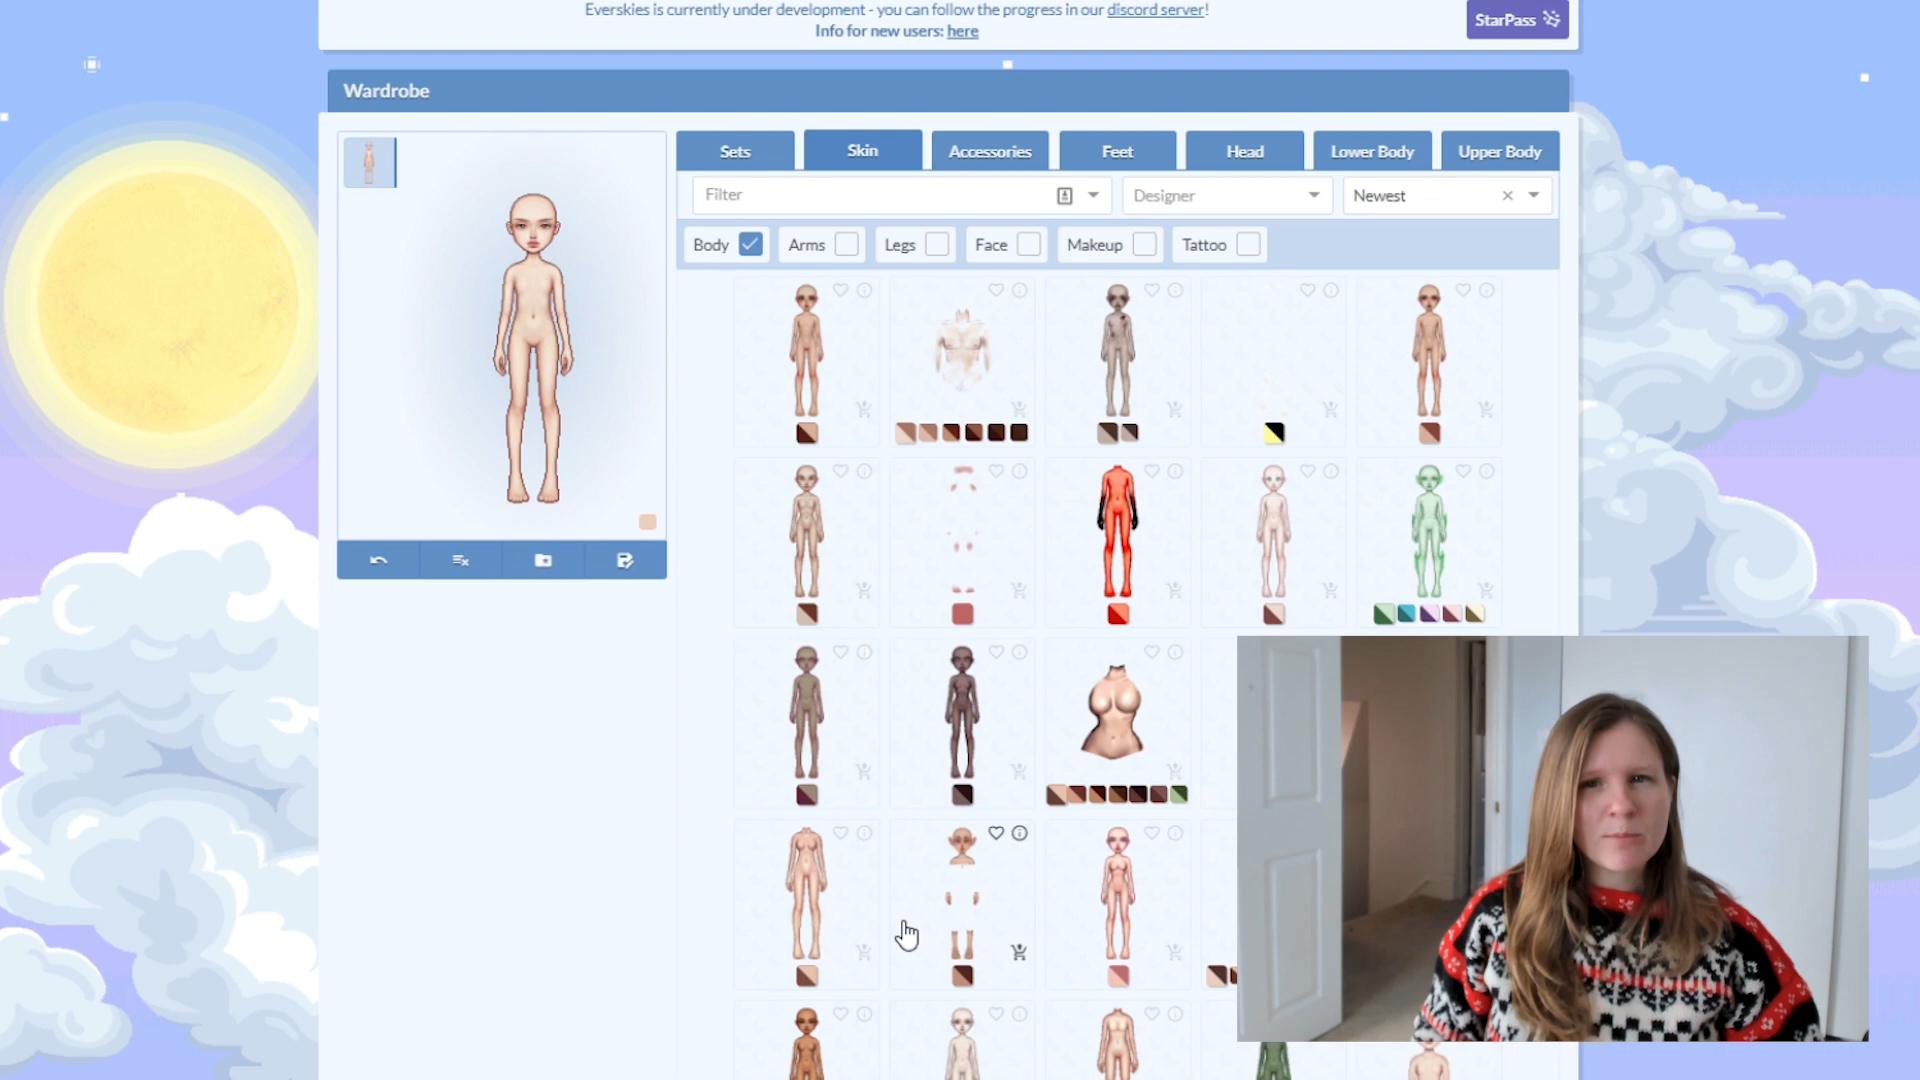 Everskies is currently under development - you can follow the progress in our discord server!
Info for new users: here
StarPass
Wardrobe
Sets
Skin
Accessories
Feet
Head
Lower Body
Upper Body
Filter
Designer
Newest
Body
Arms
Legs
Face
Makeup
Tattoo